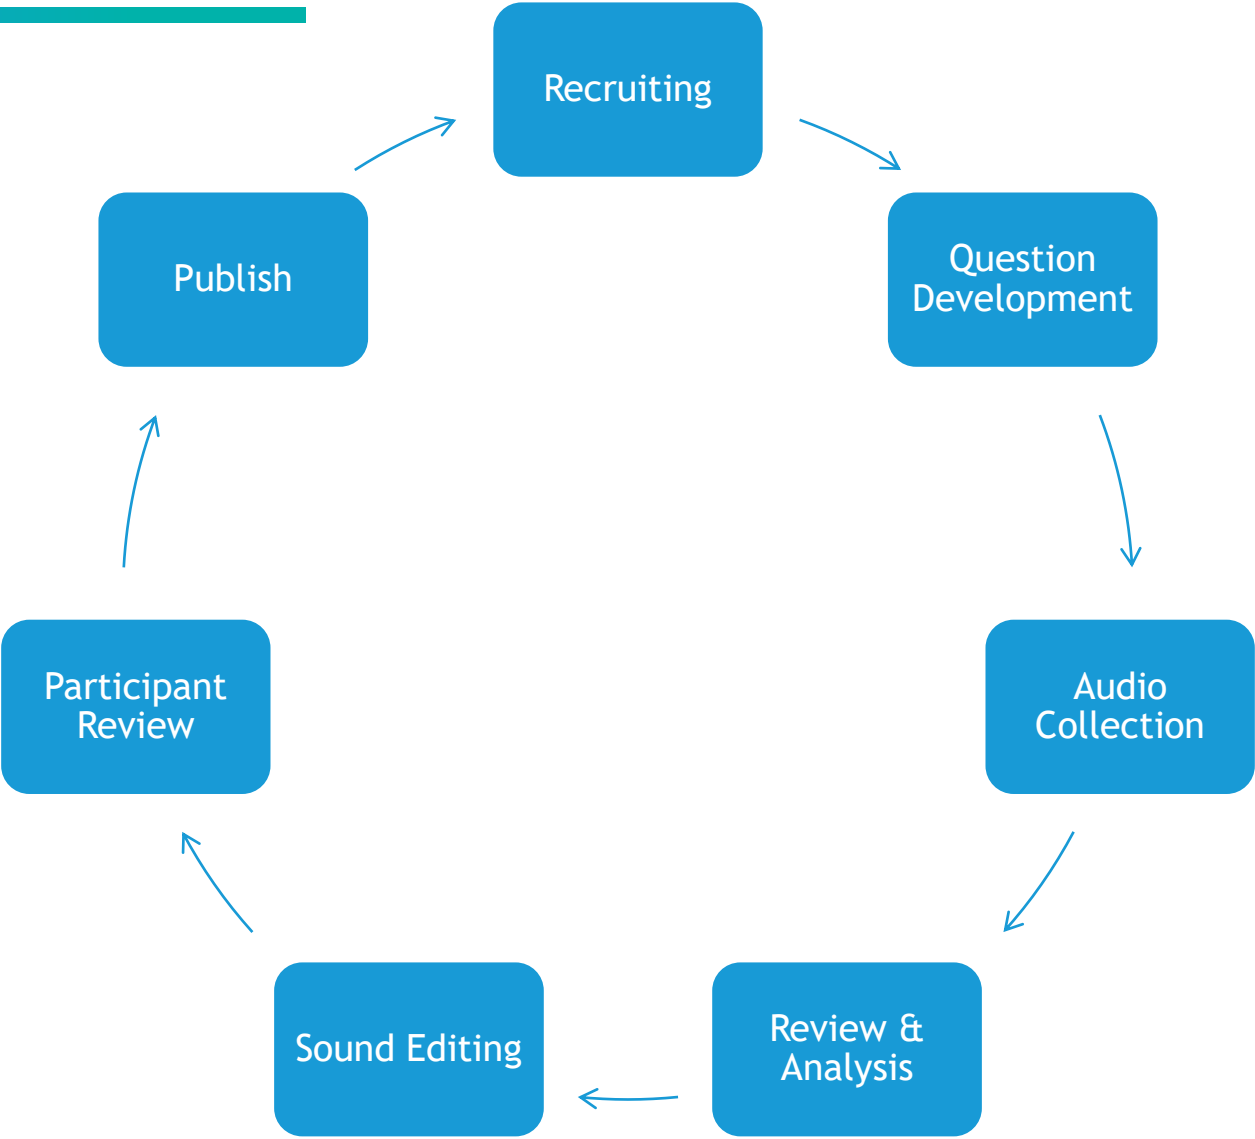 Recruiting
Question
Development
Audio
Collection
Review &
Analysis
Sound Editing
Participant
Review
Publish